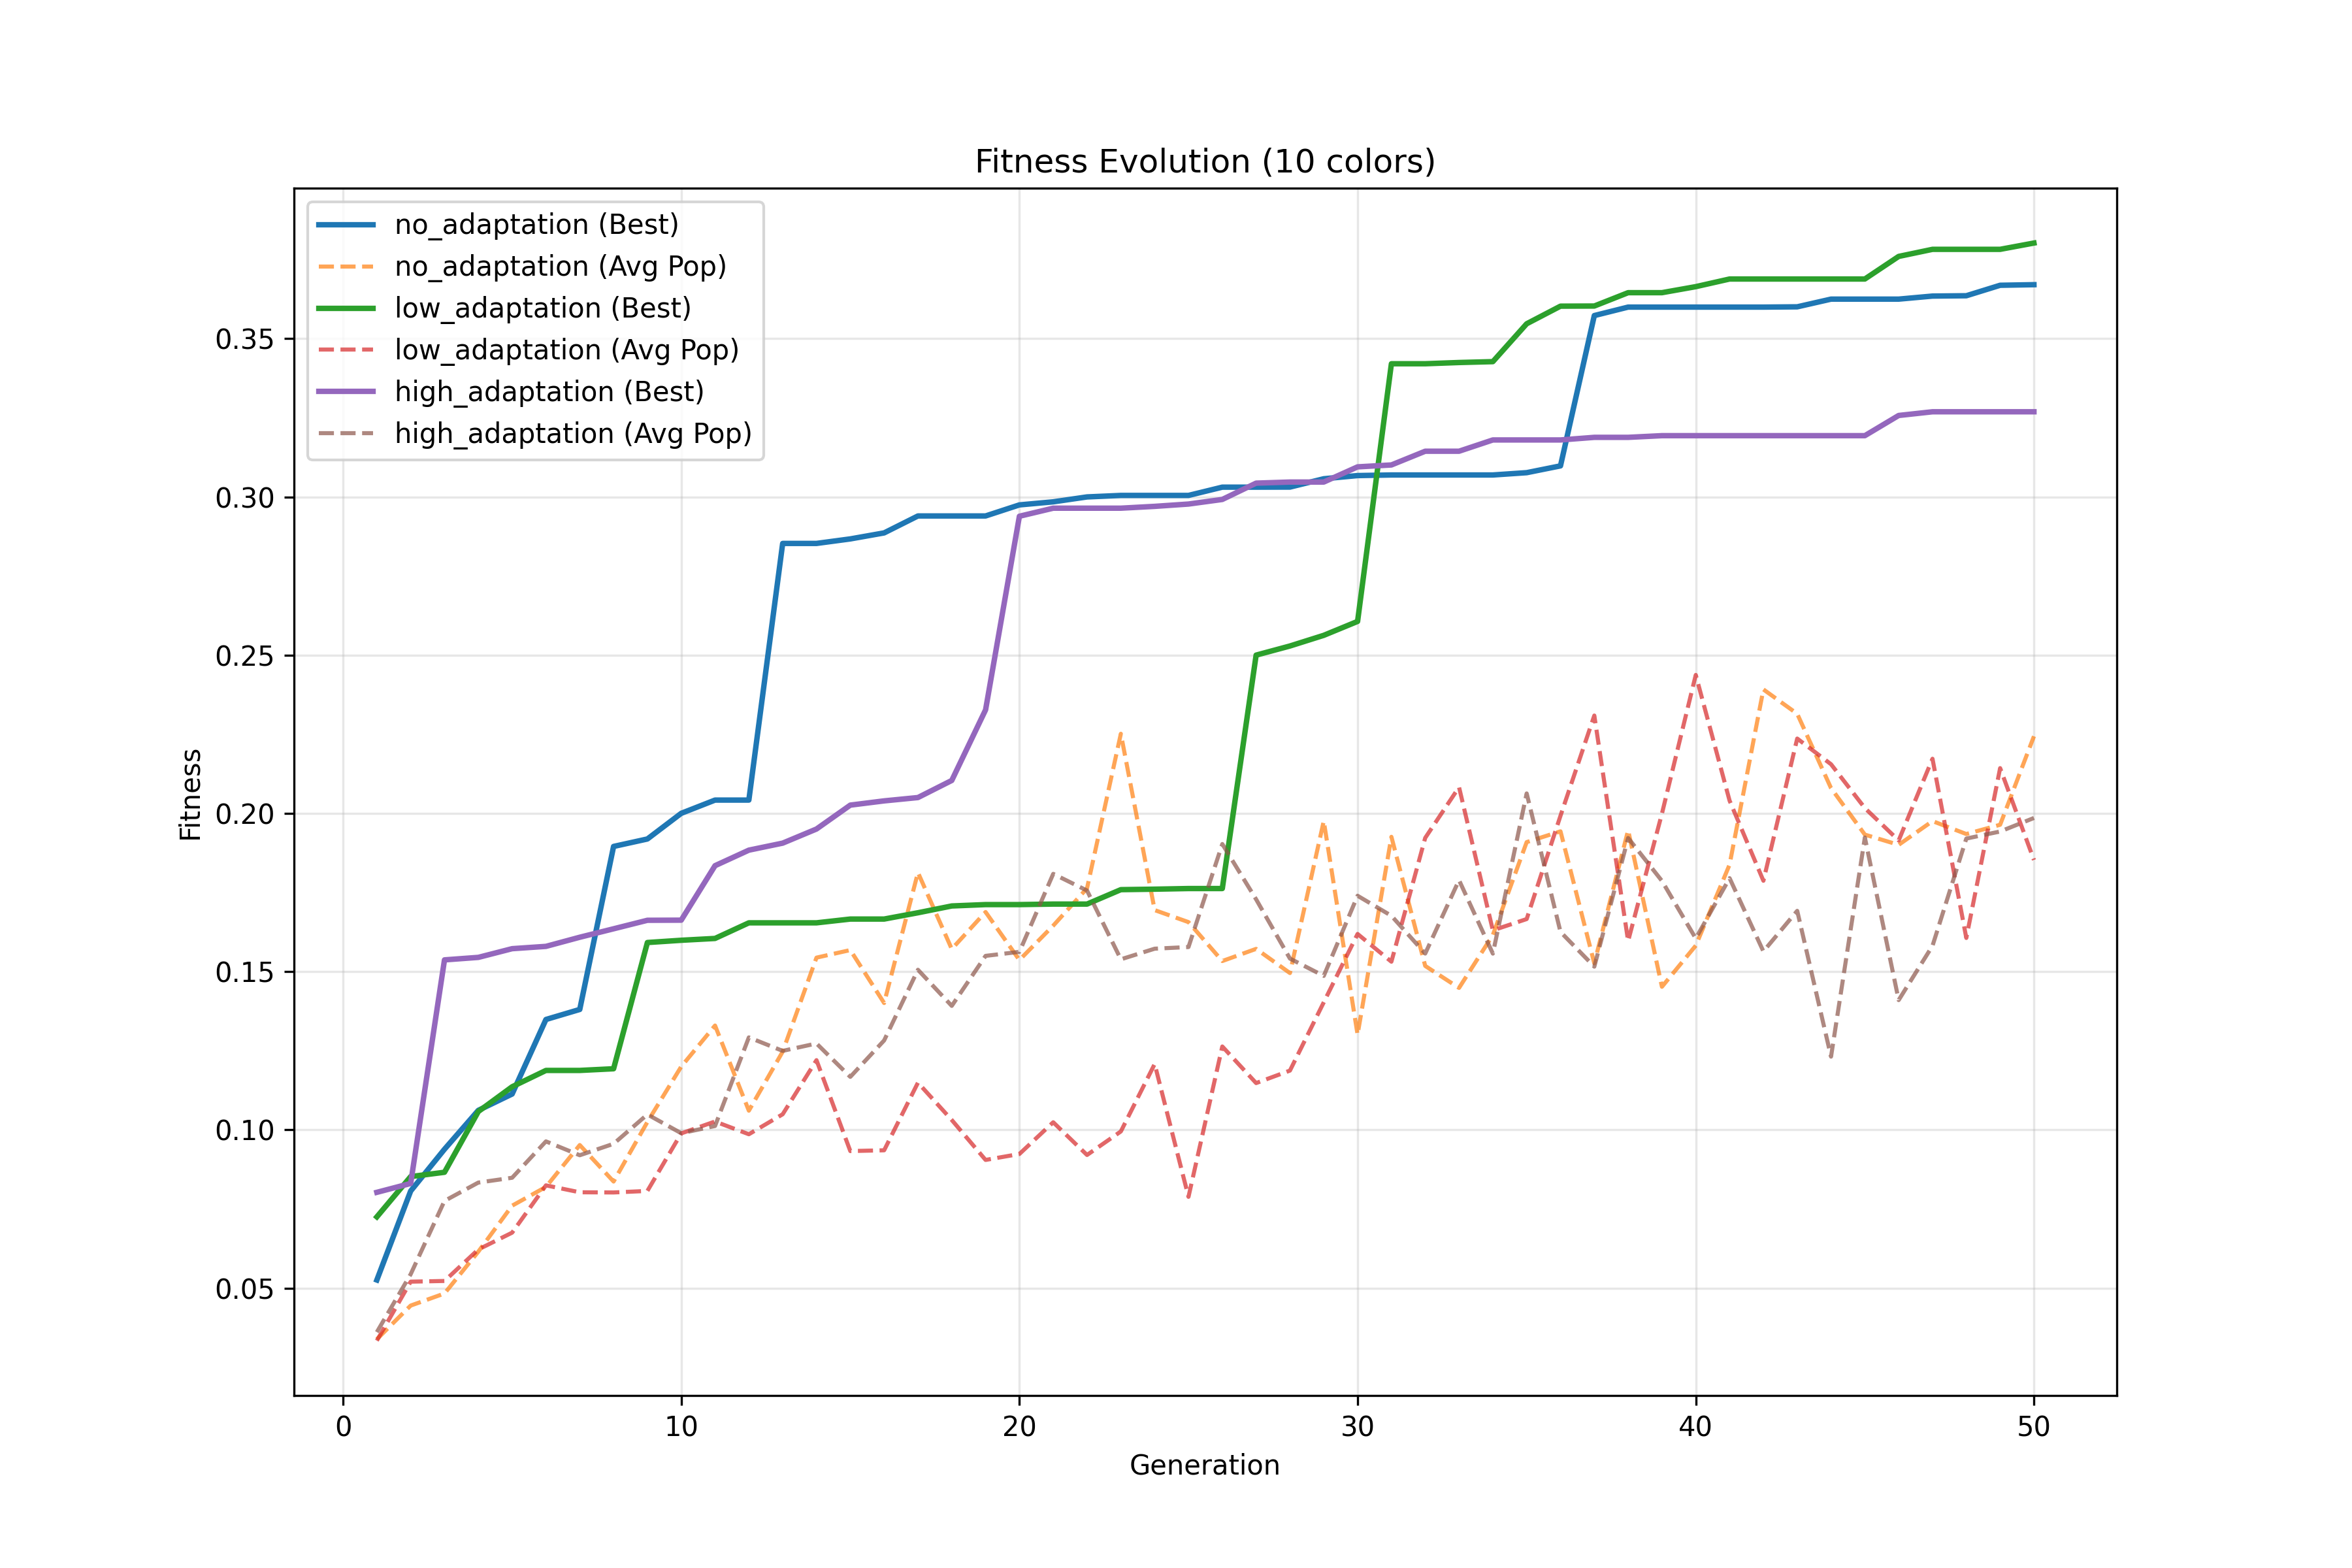 Fitness Evolution (10 colors)
no_adaptation (Best)
no_adaptation (Avg Pop)
low_adaptation (Best)
low_adaptation (Avg Pop)
high_adaptation (Best)
high_adaptation (Avg Pop)
Fitness
0.35
0.30
0.25
0.20
0.15
0.10
0.05
0 10 20 30 40 50
Generation